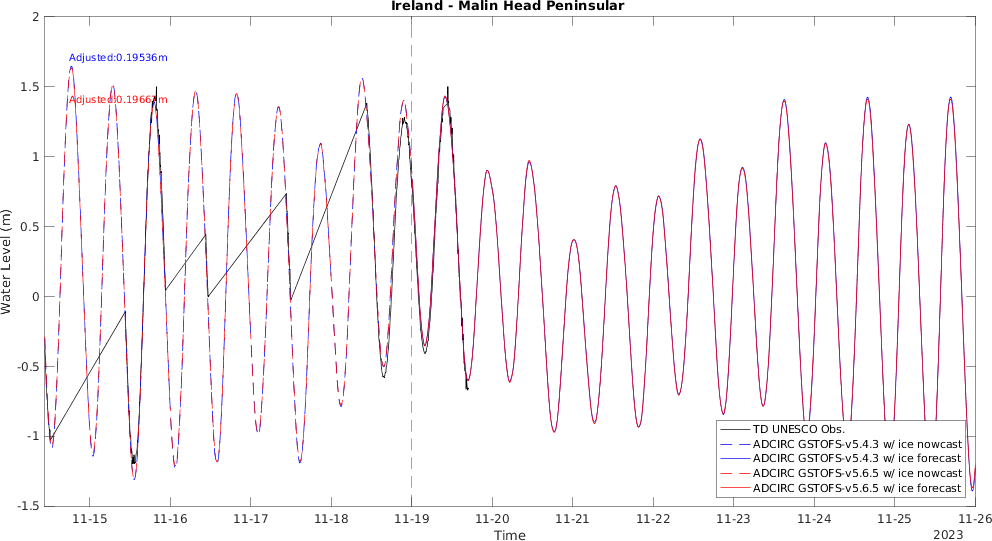 Ireland - Malin Head Peninsular
2
1.5
1
0.5
0
-0.5
-1
-1.5
Water Level (m)
Adjusted:0.19536m
Adjusted:0.19667m
TD UNESCO Obs.
ADCIRC GSTOFS-v5.4.3 w/ ice nowcast
ADCIRC GSTOFS-v5.4.3 w/ ice forecast
ADCIRC GSTOFS-v5.6.5 w/ ice nowcast
ADCIRC GSTOFS-v5.6.5 w/ ice forecast
11-15 11-16 11-17 11-18 11-19 11-20 11-21 11-22 11-23 11-24 11-25 11-26
Time
2023